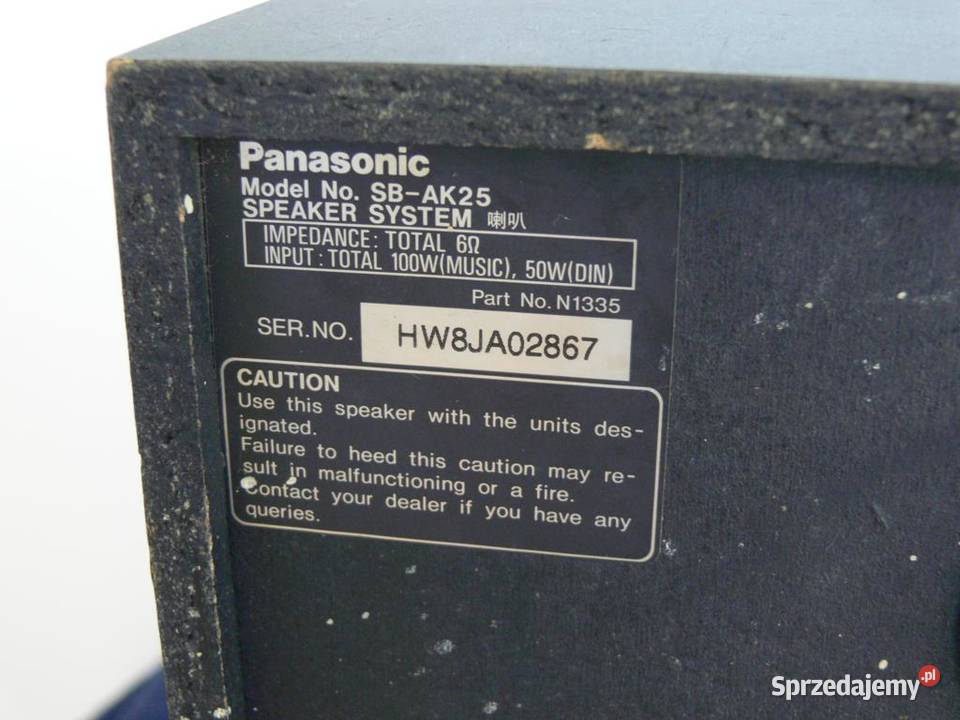 Panasonic
Model No. SB-AK25
SPEAKER SYSTEM 喇叭
IMPEDANCE: TOTAL 6Ω
INPUT: TOTAL 100W(MUSIC), 50W(DIN)
Part No. N1335
SER.NO. HW8JA02867
CAUTION
Use this speaker with the units des-
ignated.
Failure to heed this caution may re-
sult in malfunctioning or a fire.
Contact your dealer if you have any
queries.
Sprzedajemy.pl